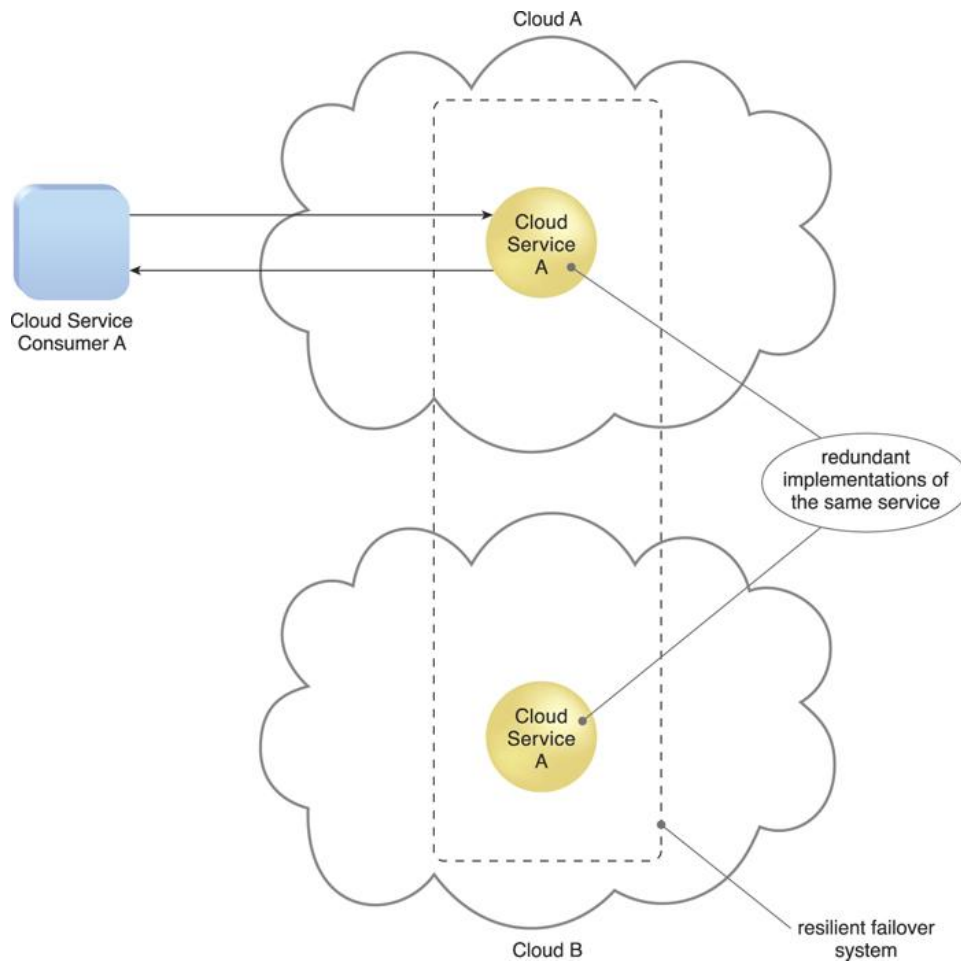 Cloud A
Cloud
Service
A
Cloud Service
Consumer A
redundant
implementations of
the same service
Cloud
Service
A
resilient failover
system
Cloud B